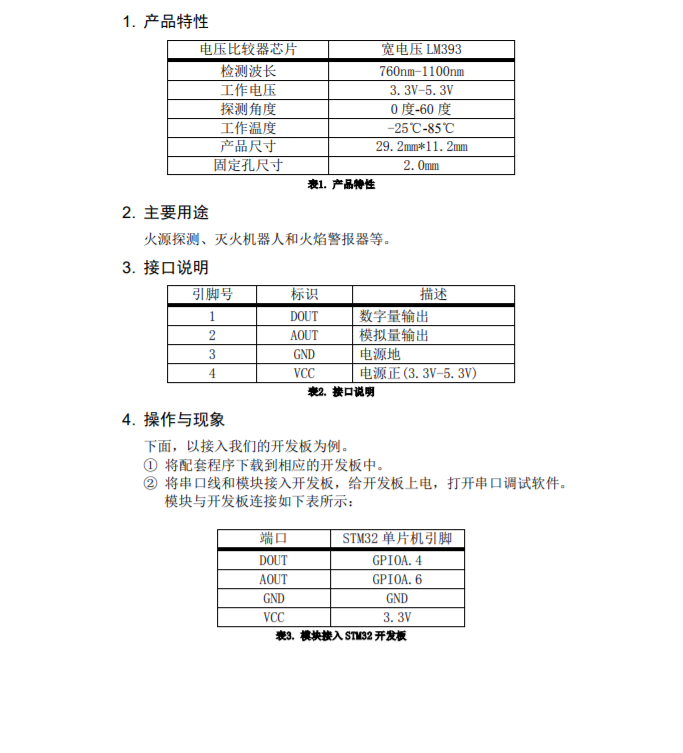 1. 产品特性
电压比较器芯片 宽电压 LM393
检测波长 760nm-1100nm
工作电压 3.3V-5.3V
探测角度 0 度-60 度
工作温度 -25℃-85℃
产品尺寸 29.2mm*11.2mm
固定孔尺寸 2.0mm
表1. 产品特性
2. 主要用途
火源探测、灭火机器人和火焰警报器等。
3. 接口说明
引脚号 标识 描述
1 DOUT 数字量输出
2 AOUT 模拟量输出
3 GND 电源地
4 VCC 电源正(3.3V-5.3V)
表2. 接口说明
4. 操作与现象
下面，以接入我们的开发板为例。
① 将配套程序下载到相应的开发板中。
② 将串口线和模块接入开发板，给开发板上电，打开串口调试软件。
模块与开发板连接如下表所示：
端口 STM32 单片机引脚
DOUT GPIOA.4
AOUT GPIOA.6
GND GND
VCC 3.3V
表3. 模块接入 STM32 开发板